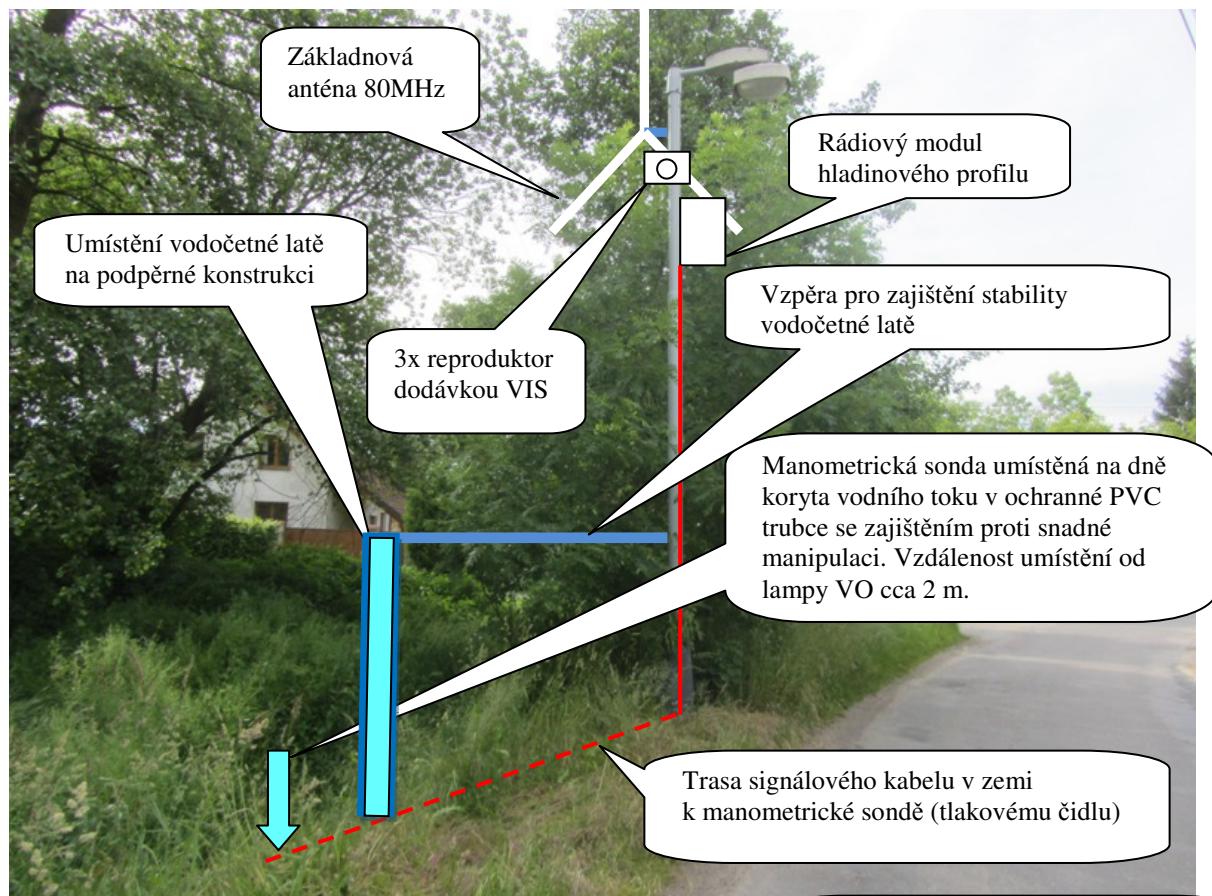 Základnová
anténa 80MHz
Rádiový modul
hladinového profilu
Umístění vodočetné latě
na podpěrné konstrukci
Vzpěra pro zajištění stability
vodočetné latě
3x reproduktor
dodávkou VIS
Manometrická sonda umístěná na dně
koryta vodního toku v ochranné PVC
trubce se zajištěním proti snadné
manipulaci. Vzdálenost umístění od
lampy VO cca 2 m.
Trasa signálového kabelu v zemi
k manometrické sondě (tlakovému čidlu)